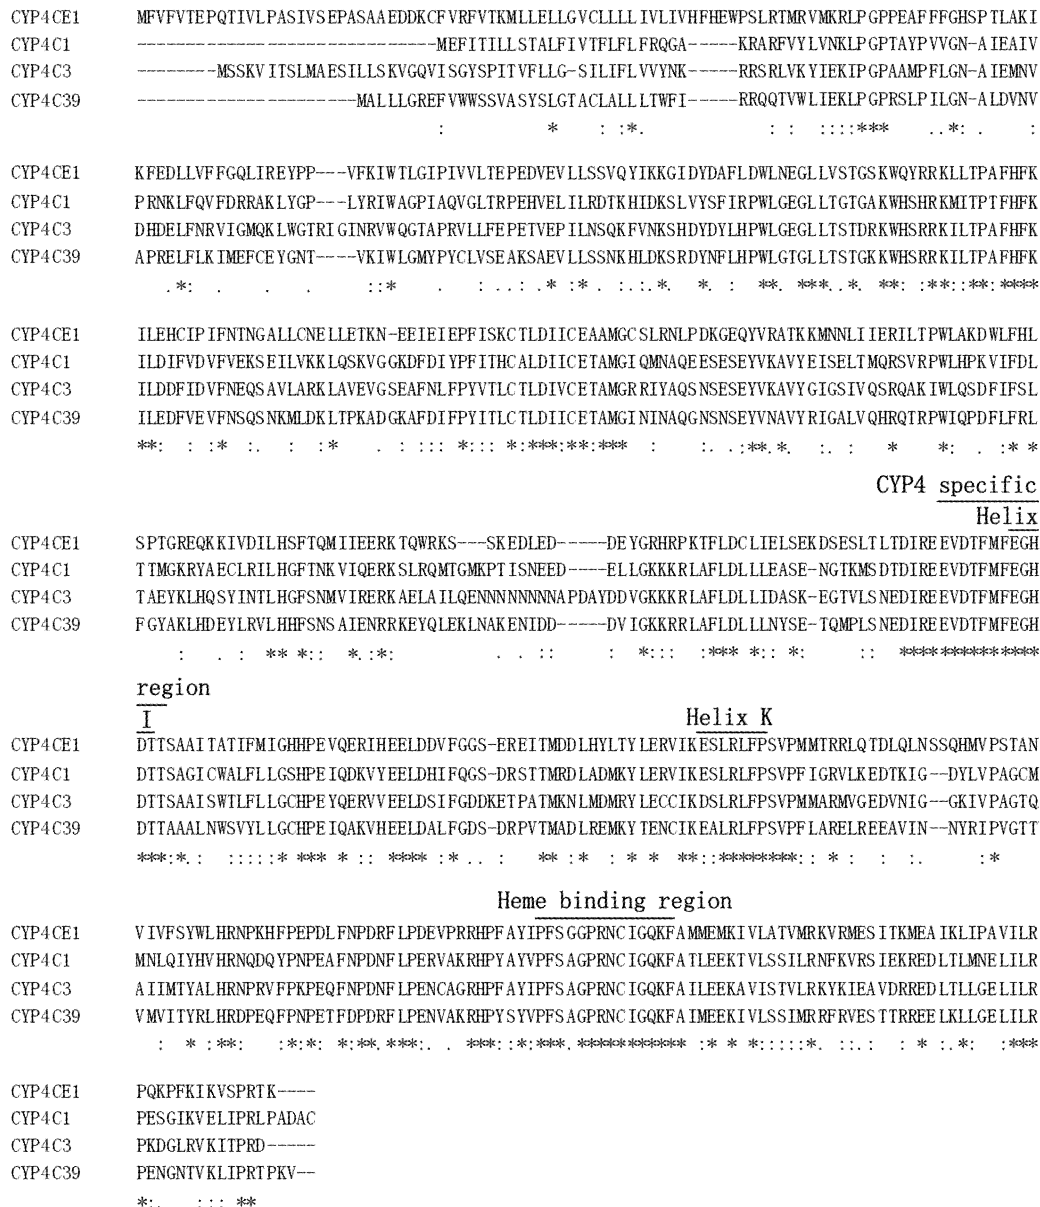 CYP4CE1 MFVFVTEPQTIVLPASIVSEPASAAEDDKCFVRFVTKMLLELLGVCLLLLIVLIVHFHEWPSLRTMRVMKRLPGPPEAFFFGHSPTLAKI
CYP4C1 --------------------------------MEFITILLSTALFIVTFLFLFRQGA-----KRARFVYLVNKLPGPTAYPVVGN-AIEAIV
CYP4C3 ---------MSSKVITSLMAESILLSKVGQVISGYSPITVFLLG-SILIFLVVYNK-----RRSRLVKYIEKIPGPAAMPFLGN-AIEMNV
CYP4C39 ------------------------MALLLGREFVWWSSVASYSLGTACLALLLTWFI-----RRQQTVWLIEKLPGPRSLPILGN-ALDVNV
: * : :*. : : ::::*** ..*: . :
CYP4CE1 KFEDLLVFFGQLIREYPP---VFKIWTLGIPIVVLTEPEDVEVLLSSVQYIKKGIDYDAFLDWLNEGLLVSTGSKWQYRRKLLTPAFHFK
CYP4C1 PRNKLFQVFDRRAKLYGP---LYRIWAGPIAQVGLTRPEHVELILRDTKHIDKSLVYSFIRPWLGEGLLTGTGAKWHSHRKMITPTFHFK
CYP4C3 DHDELFNRVIGMQKLWGTRIGINRVWQGTAPRVLLFEPETVEPILNSQKFVNKSHDYDYLHPWLGEGLLTSTDRKWHSRRKILTPAFHFK
CYP4C39 APRELFLKIMEFCEYGNT----VKIWLGMYPYCLVSEAKSAEVLLSSNKHLDKSRDYNFLHPWLGTGLLTSTGKKWHSRRKILTPAFHFK
.*: . . . ::* . : ..: .* :* . :.:.*. *. : **. ***..*. **: :**::**:****
CYP4CE1 ILEHCIPIFNTNGALLCNELLETKN-EEIEIEPFISKCTLDIICEAAMGCSLRNLPDKGEQYVRATKKMNNLIIERILTPWLAKDWLFHL
CYP4C1 ILDIFVDVFVEKSEILVKKLQSKVGGKDFDIYPFITHCALDIICETAMGIQMNAQEESESEYVKAVYEISELTMQRSVRPWLHPKVIFDL
CYP4C3 ILDDFIDVFNEQSAVLARKLAVEVGSEAFNLFPYVTLCTLDIVCETAMGRRIYAQSNSESEYVKAVYGIGSIVQSRQAKIWLQSDFIFSL
CYP4C39 ILEDFVEVFNSQSNKMLDKLTPKADGKAFDIFPYITLCTLDIICETAMGININAQGNSNSEYVNAVYRIGALVQHRQTRPWIQPDFLFRL
**: : :* :. : :* . : ::: *::: *:***:**:*** : :. .:**.*. :. : * *: . :* *
CYP4 specific
Helix
CYP4CE1 SPTGREQKKIVDILHSFTQMIIEERKTQWRKS---SKEDLED-----DEYGRHRPKTFLDCLIELSEKDSESLTLTDIREEVDTFMFEGH
CYP4C1 TTMGKRYAECLRILHGFTNKVIQERKSLRQMTGMKPTISNEED----ELLGKKKRLAFLDLLLEASE-NGTKMSDTDIREEVDTFMFEGH
CYP4C3 TAEYKLHQSYINTLHGFSNMVIRERKAELAILQENNNNNNNNAPDAYDDVGKKKRLAFLDLLIDASK-EGTVLSNEDIREEVDTFMFEGH
CYP4C39 FGYAKLHDEYLRVLHHFSNSAIENRRKEYQLEKLNAKENIDD-----DVIGKKRRLAFLDLLLNYSE-TQMPLSNEDIREEVDTFMFEGH
: . : ** *:: *.:*: . . :: : *::: :*** *:: *: :: ***************
region
I
Helix K
CYP4CE1 DTTSAAITATIFMIGHHPEVQERIHEELDDVFGGS-EREITMDDLHYLTYLERVIKESLRLFPSVPMMTRRLQTDLQLNSSQHMVPSTAN
CYP4C1 DTTSAGICWALFLLGSHPEIQDKVYEELDHIFQGS-DRSTTMRDLADMKYLERVIKESLRLFPSVPFIGRVLKEDTKIG--DYLVPAGCM
CYP4C3 DTTSAAISWTLFLLGCHPEYQERVVEELDSIFGDDKETPATMKNLMDMRYLECCIKDSLRLFPSVPMMARMVGEDVNIG--GKIVPAGTQ
CYP4C39 DTTAAALNWSVYLLGCHPEIQAKVHEELDALFGDS-DRPVTMADLREMKYTENCIKEALRLFPSVPFLARELREEAVIN--NYRIPVGTT
***:*.: :::::* *** * :: **** :* .. : ** :* : * * **::*********:: * : : :. :*
Heme binding region
CYP4CE1 VIVFSYWLHRNPKHFPEPDLFNPDRFLPDEVPRRHPFAYIPFSGGPRNCIGQKFAMMEMKIVLATVMRKVRMESITKMEAIKLIPAVILR
CYP4C1 MNLQIYHVHRNQDQYPNPEAFNPDNFLPERVAKRHPYAYVPFSAGPRNCIGQKFATLEEKTVLSSILRNFKVRSIEKREDLTLMNELILR
CYP4C3 AIIMTYALHRNPRVFPKPEQFNPDNFLPENCAGRHPFAYIPFSAGPRNCIGQKFAILEEKAVISTVLRKYKIEAVDRREDLTLLGELILR
CYP4C39 VMVITYRLHRDPEQFPNPETFDPDRFLPENVAKRHPYSYVPFSAGPRNCIGQKFAIMEEKIVLSSIMRRFRVESTTRREELKLLGELILR
: * :**: :*:*: *:**.***:. . ***::*:***.*********** :* * *:::::*. ::.: : * :.*: :***
CYP4CE1 PQKPFKIKVSPRTK----
CYP4C1 PESGIKVELIPRLPADAC
CYP4C3 PKDGLRVKITPRD-----
CYP4C39 PENGNTVKLIPRTPKV--
*:. ::: **